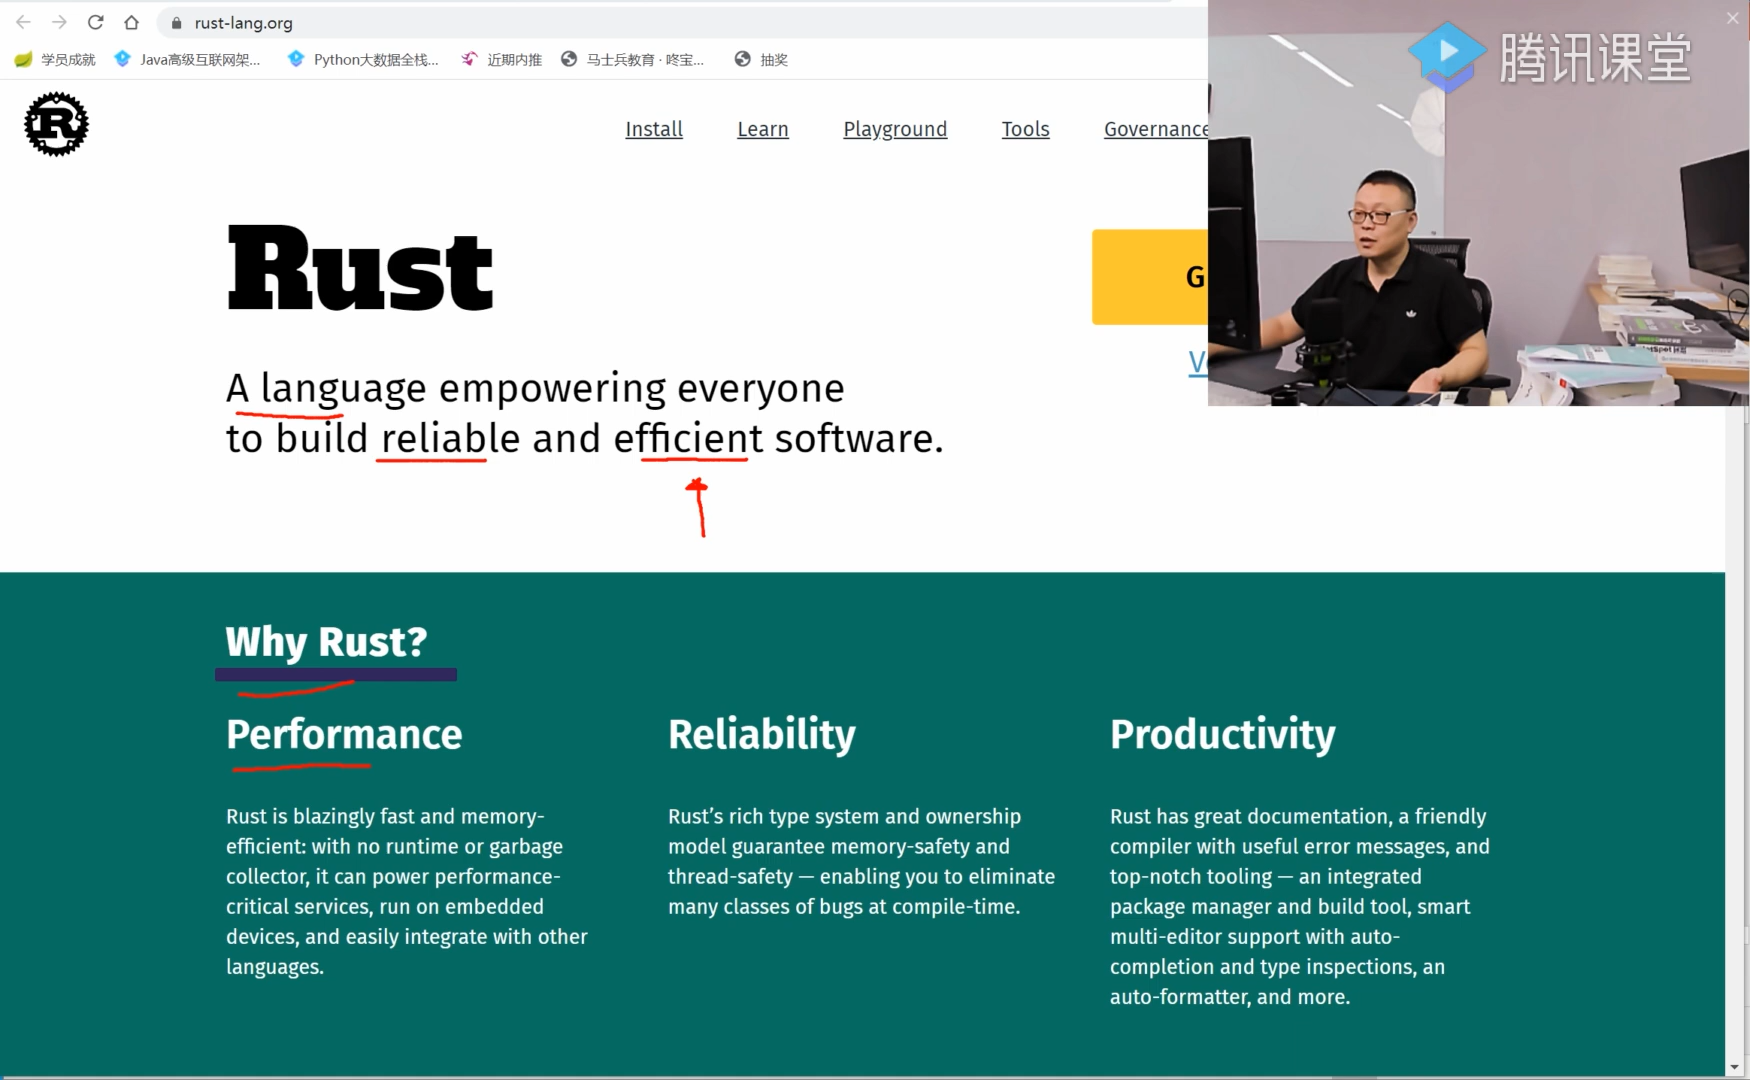 rust-lang.org
学员成就
Java高级互联网架...
Python大数据全栈...
近期内推
马士兵教育 · 咚宝...
抽奖
腾讯课堂
R
Install
Learn
Playground
Tools
Governance
Rust
G
V
A language empowering everyone
to build reliable and efficient software.
Why Rust?
Performance
Rust is blazingly fast and memory-
efficient: with no runtime or garbage
collector, it can power performance-
critical services, run on embedded
devices, and easily integrate with other
languages.
Reliability
Rust’s rich type system and ownership
model guarantee memory-safety and
thread-safety — enabling you to eliminate
many classes of bugs at compile-time.
Productivity
Rust has great documentation, a friendly
compiler with useful error messages, and
top-notch tooling — an integrated
package manager and build tool, smart
multi-editor support with auto-
completion and type inspections, an
auto-formatter, and more.